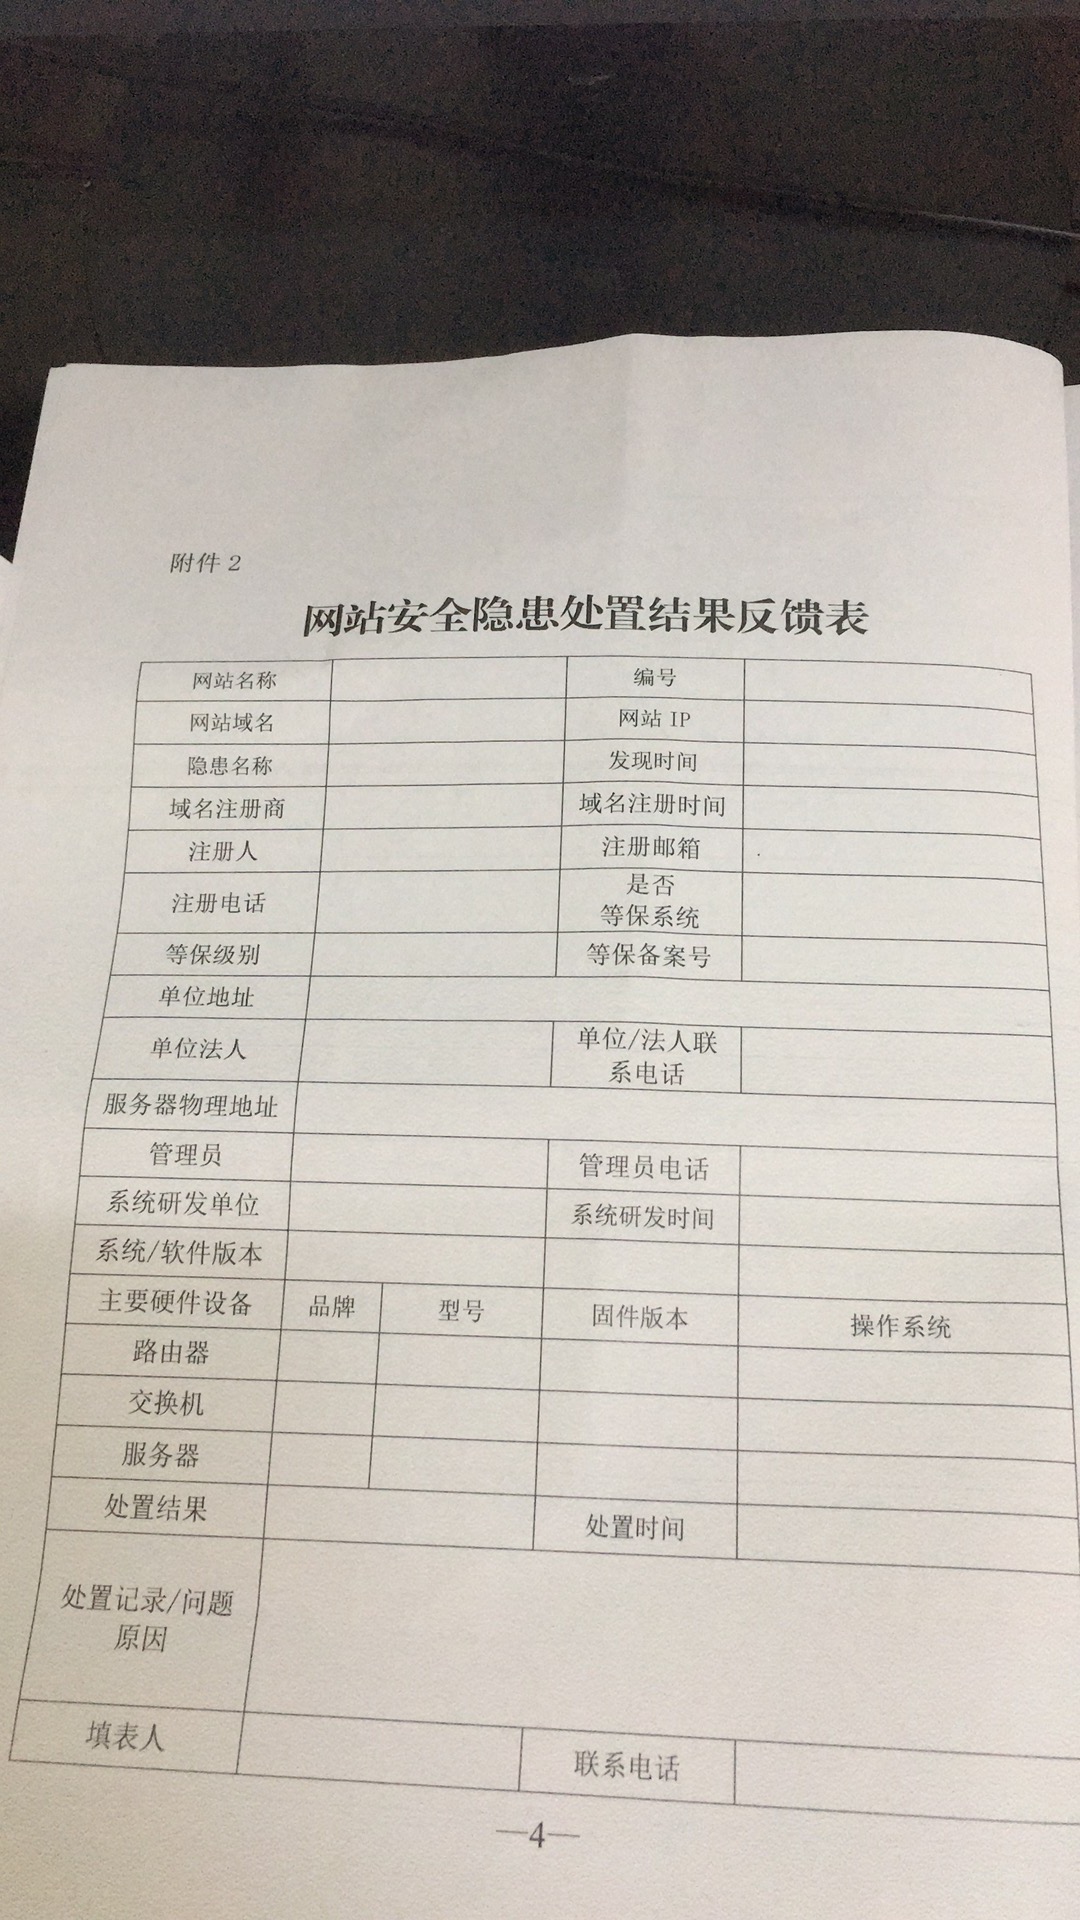 附件 2
网站安全隐患处置结果反馈表
网站名称 编号
网站域名 网站 IP
隐患名称 发现时间
域名注册商 域名注册时间
注册人 注册邮箱
注册电话 是否
等保系统
等保级别 等保备案号
单位地址
单位法人 单位/法人联
系电话
服务器物理地址
管理员 管理员电话
系统研发单位 系统研发时间
系统/软件版本
主要硬件设备 品牌 型号 固件版本 操作系统
路由器
交换机
服务器
处置结果 处置时间
处置记录/问题
原因
填表人 联系电话
—4—